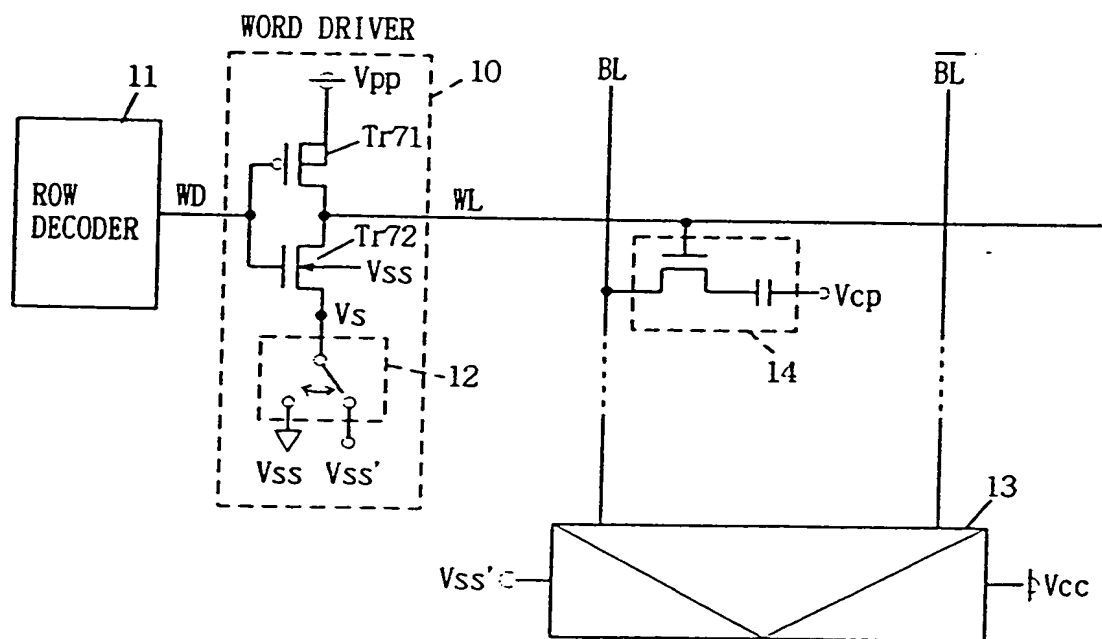 WORD DRIVER
11
Vpp
10
BL
B̅L̅
Tr71
ROW
DECODER
WD
WL
Tr72
Vss
Vs
Vcp
12
14
Vss Vss'
13
Vss'
Vcc